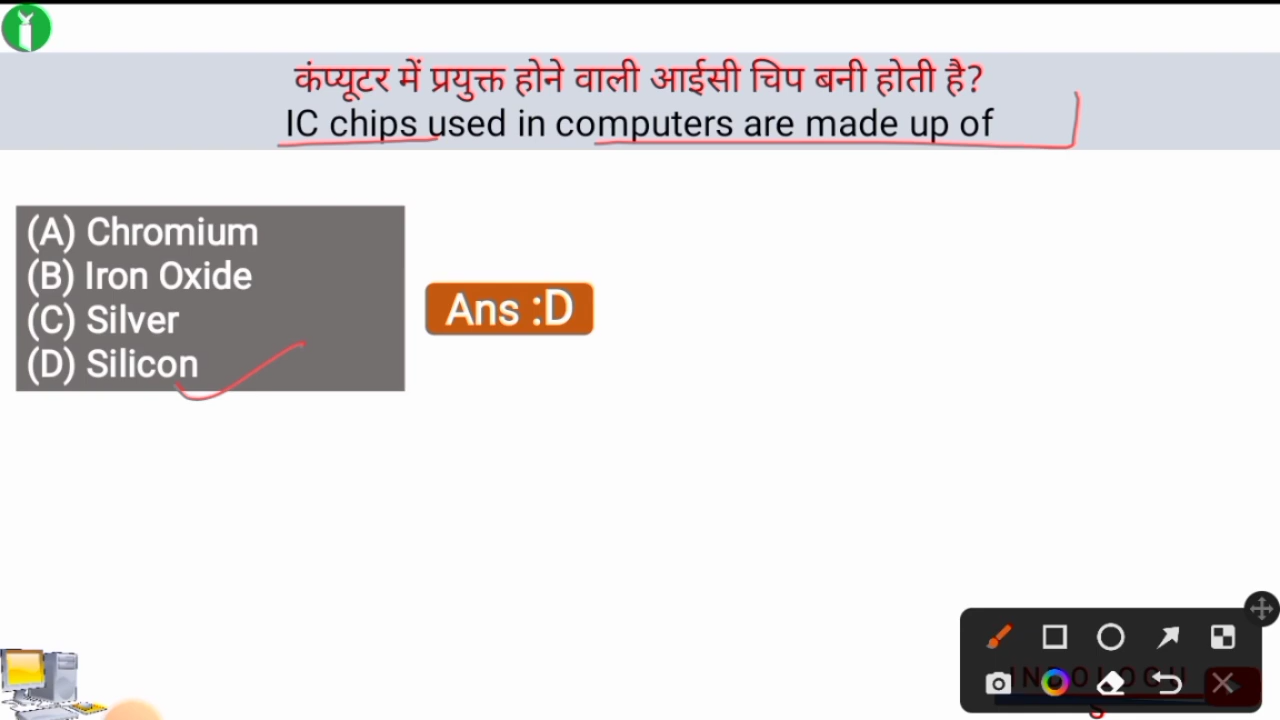 कंप्यूटर में प्रयुक्त होने वाली आईसी चिप बनी होती है?
IC chips used in computers are made up of
(A) Chromium
(B) Iron Oxide
(C) Silver
(D) Silicon
Ans :D